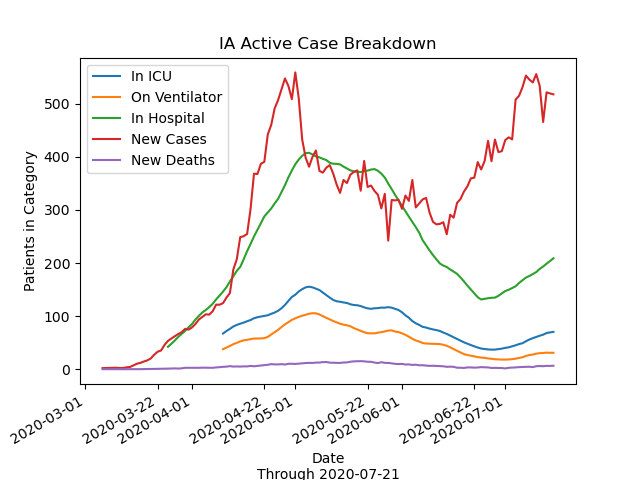 IA Active Case Breakdown
In ICU
On Ventilator
In Hospital
New Cases
New Deaths
Patients in Category
500
400
300
200
100
0
2020-03-01
2020-03-22
2020-04-01
2020-04-22
2020-05-01
2020-05-22
2020-06-01
2020-06-22
2020-07-01
Date
Through 2020-07-21